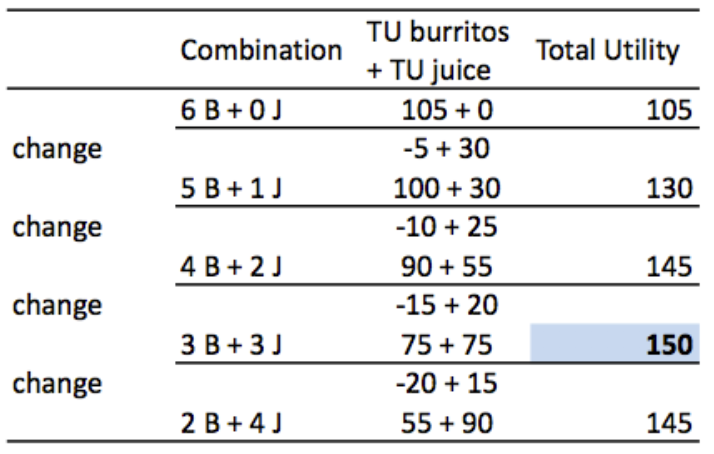 Combination TU burritos + TU juice Total Utility
6 B + 0 J 105 + 0 105
change -5 + 30
5 B + 1 J 100 + 30 130
change -10 + 25
4 B + 2 J 90 + 55 145
change -15 + 20
3 B + 3 J 75 + 75 150
change -20 + 15
2 B + 4 J 55 + 90 145